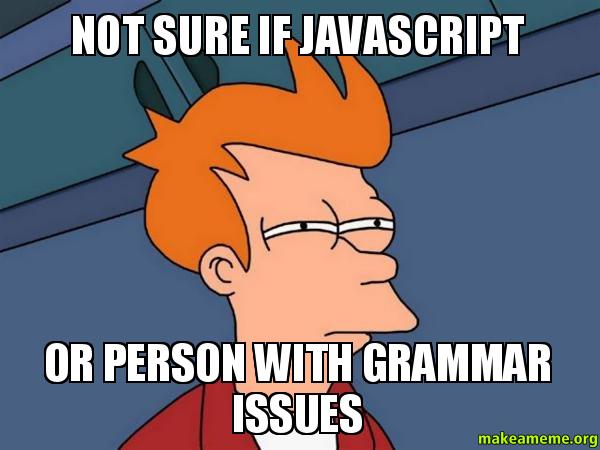 NOT SURE IF JAVASCRIPT
OR PERSON WITH GRAMMAR
ISSUES
makeameme.org